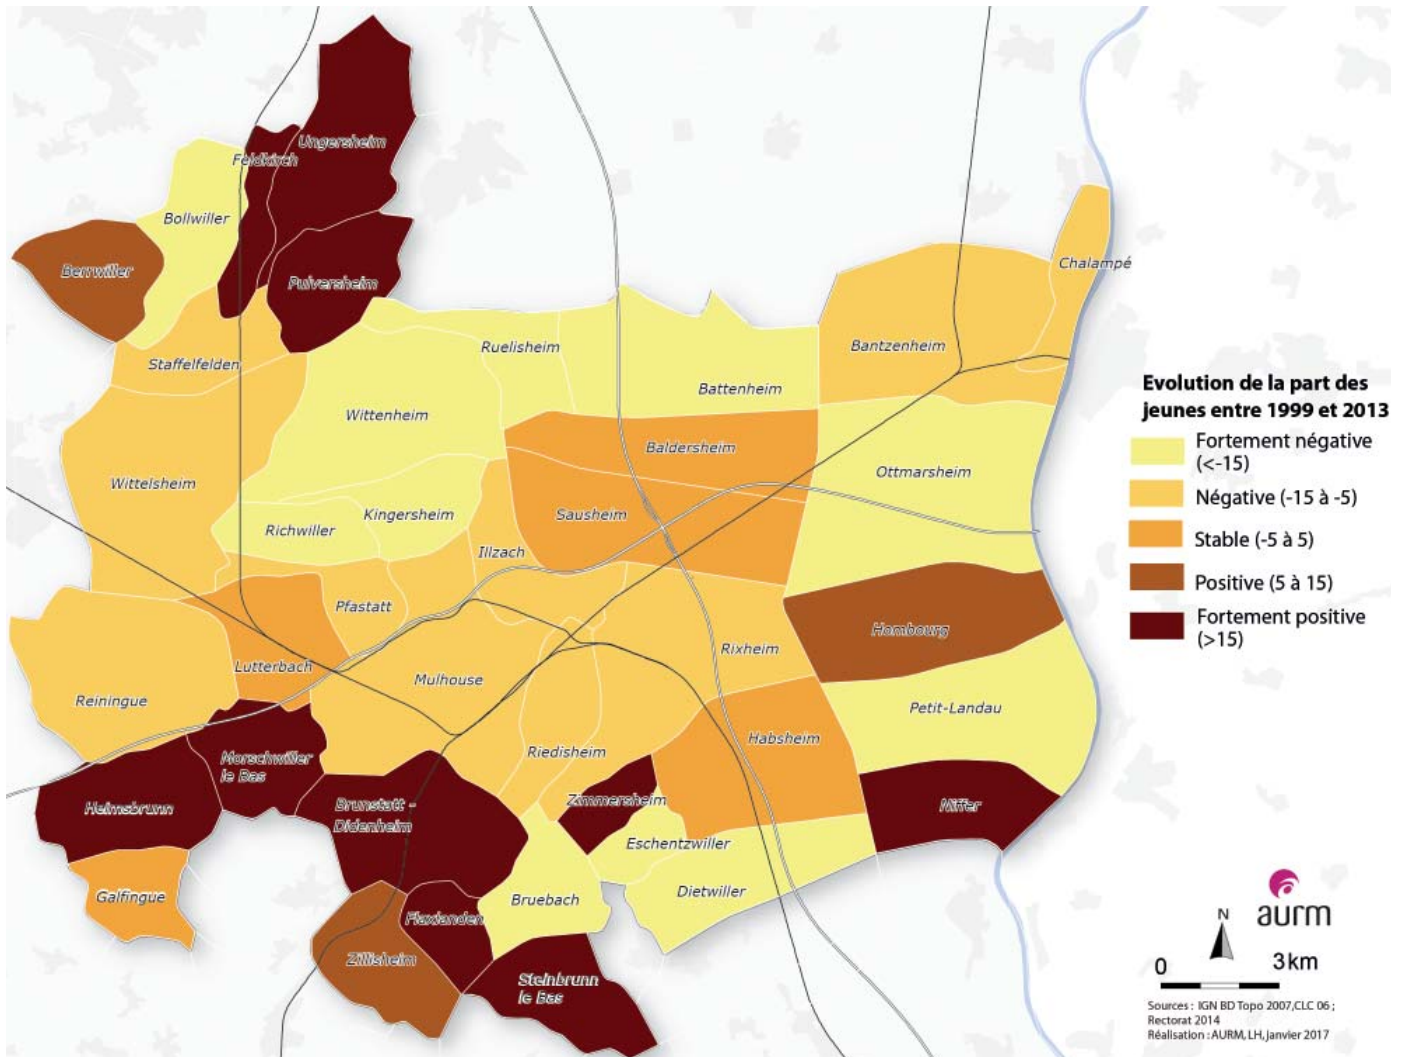 Ungersheim
Feldkirch
Bollwiller
Berrwiller
Pulversheim
Chalampé
Staffelfelden
Ruelisheim
Bantzenheim
Battenheim
Wittenheim
Baldersheim
Ottmarsheim
Wittelsheim
Richwiller
Kingersheim
Sausheim
Illzach
Pfastatt
Hombourg
Lutterbach
Rixheim
Mulhouse
Reiningue
Petit-Landau
Habsheim
Riedisheim
Morschwiller
le Bas
Heimsbrunn
Brunstatt -
Didenheim
Zimmersheim
Niffer
Eschentzwiller
Galfingue
Dietwiller
Bruebach
Flaxlanden
Zillisheim
Steinbrunn
le Bas
Evolution de la part des
jeunes entre 1999 et 2013
Fortement négative
(<-15)
Négative (-15 à -5)
Stable (-5 à 5)
Positive (5 à 15)
Fortement positive
(>15)
aurm
N
0 3 km
Sources : IGN BD Topo 2007,CLC 06 ;
Rectorat 2014
Réalisation : AURM, LH, janvier 2017